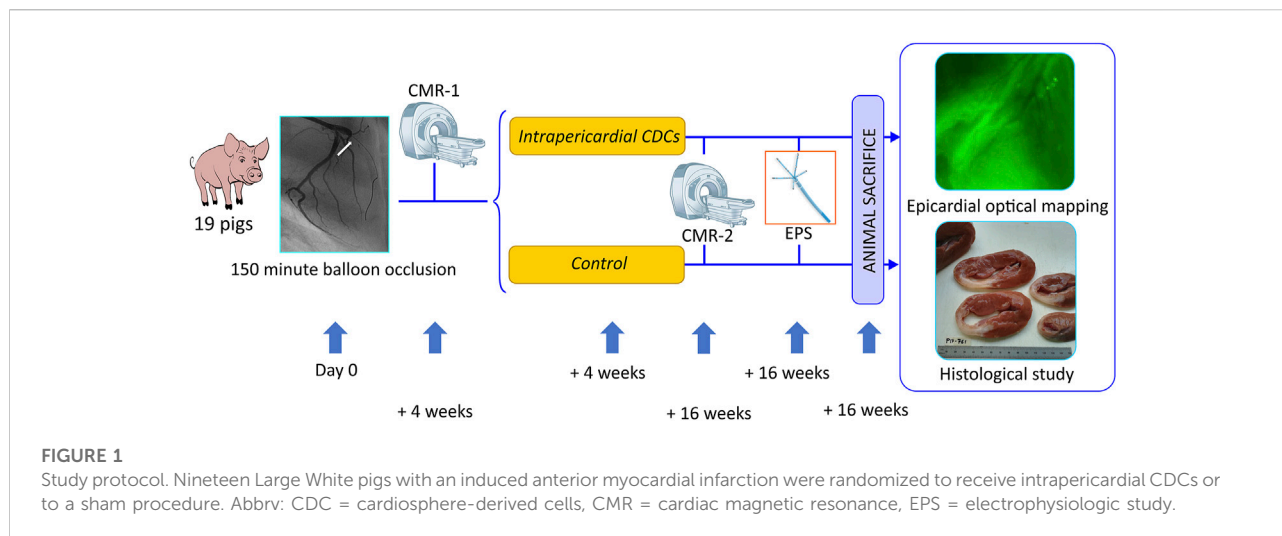 CMR-1
19 pigs
150 minute balloon occlusion
Intrapericardial CDCs
Control
CMR-2
EPS
ANIMAL SACRIFICE
Epicardial optical mapping
Histological study
Day 0
+ 4 weeks
+ 4 weeks
+ 16 weeks
+ 16 weeks
+ 16 weeks
FIGURE 1
Study protocol. Nineteen Large White pigs with an induced anterior myocardial infarction were randomized to receive intrapericardial CDCs or
to a sham procedure. Abbrv: CDC = cardiosphere-derived cells, CMR = cardiac magnetic resonance, EPS = electrophysiologic study.